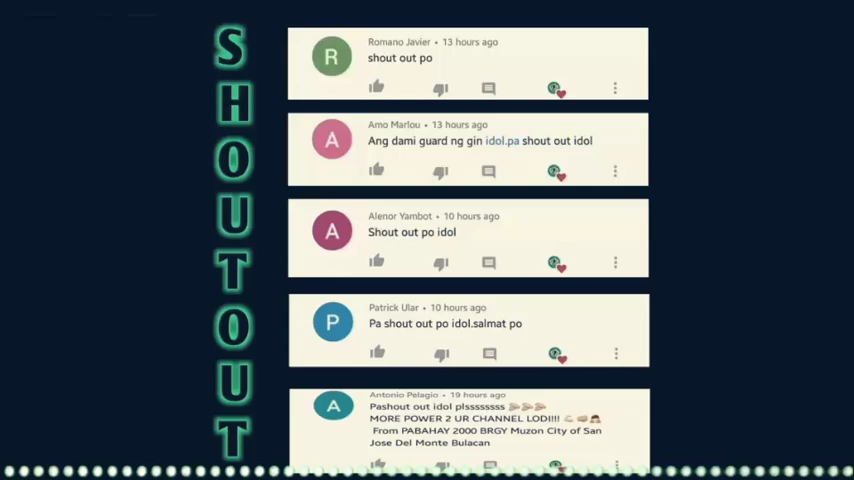 SHOUTOUT
Romano Javier • 13 hours ago
shout out po
Amo Marlou • 13 hours ago
Ang dami guard ng gin idol.pa shout out idol
Alenor Yambot • 10 hours ago
Shout out po idol
Patrick Ular • 10 hours ago
Pa shout out po idol.salmat po
Antonio Pelagio • 19 hours ago
Pashout out idol plsssssss
MORE POWER 2 UR CHANNEL LODI!!!
From PABAHAY 2000 BRGY Muzon City of San
Jose Del Monte Bulacan
R
A
A
P
A